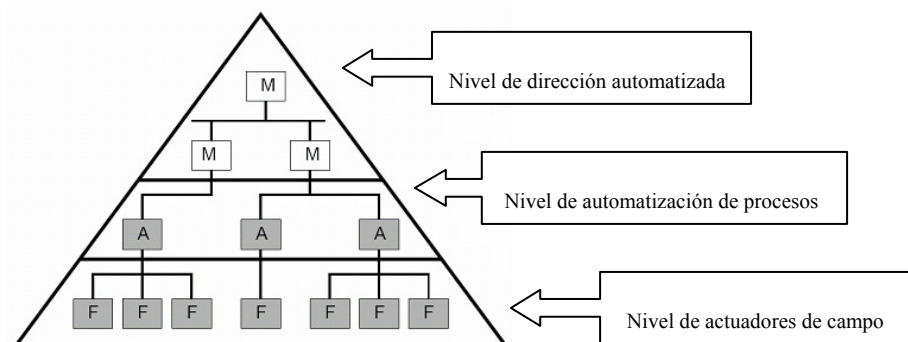 M
Nivel de dirección automatizada
M M
Nivel de automatización de procesos
A A A
F F F F F F F
Nivel de actuadores de campo